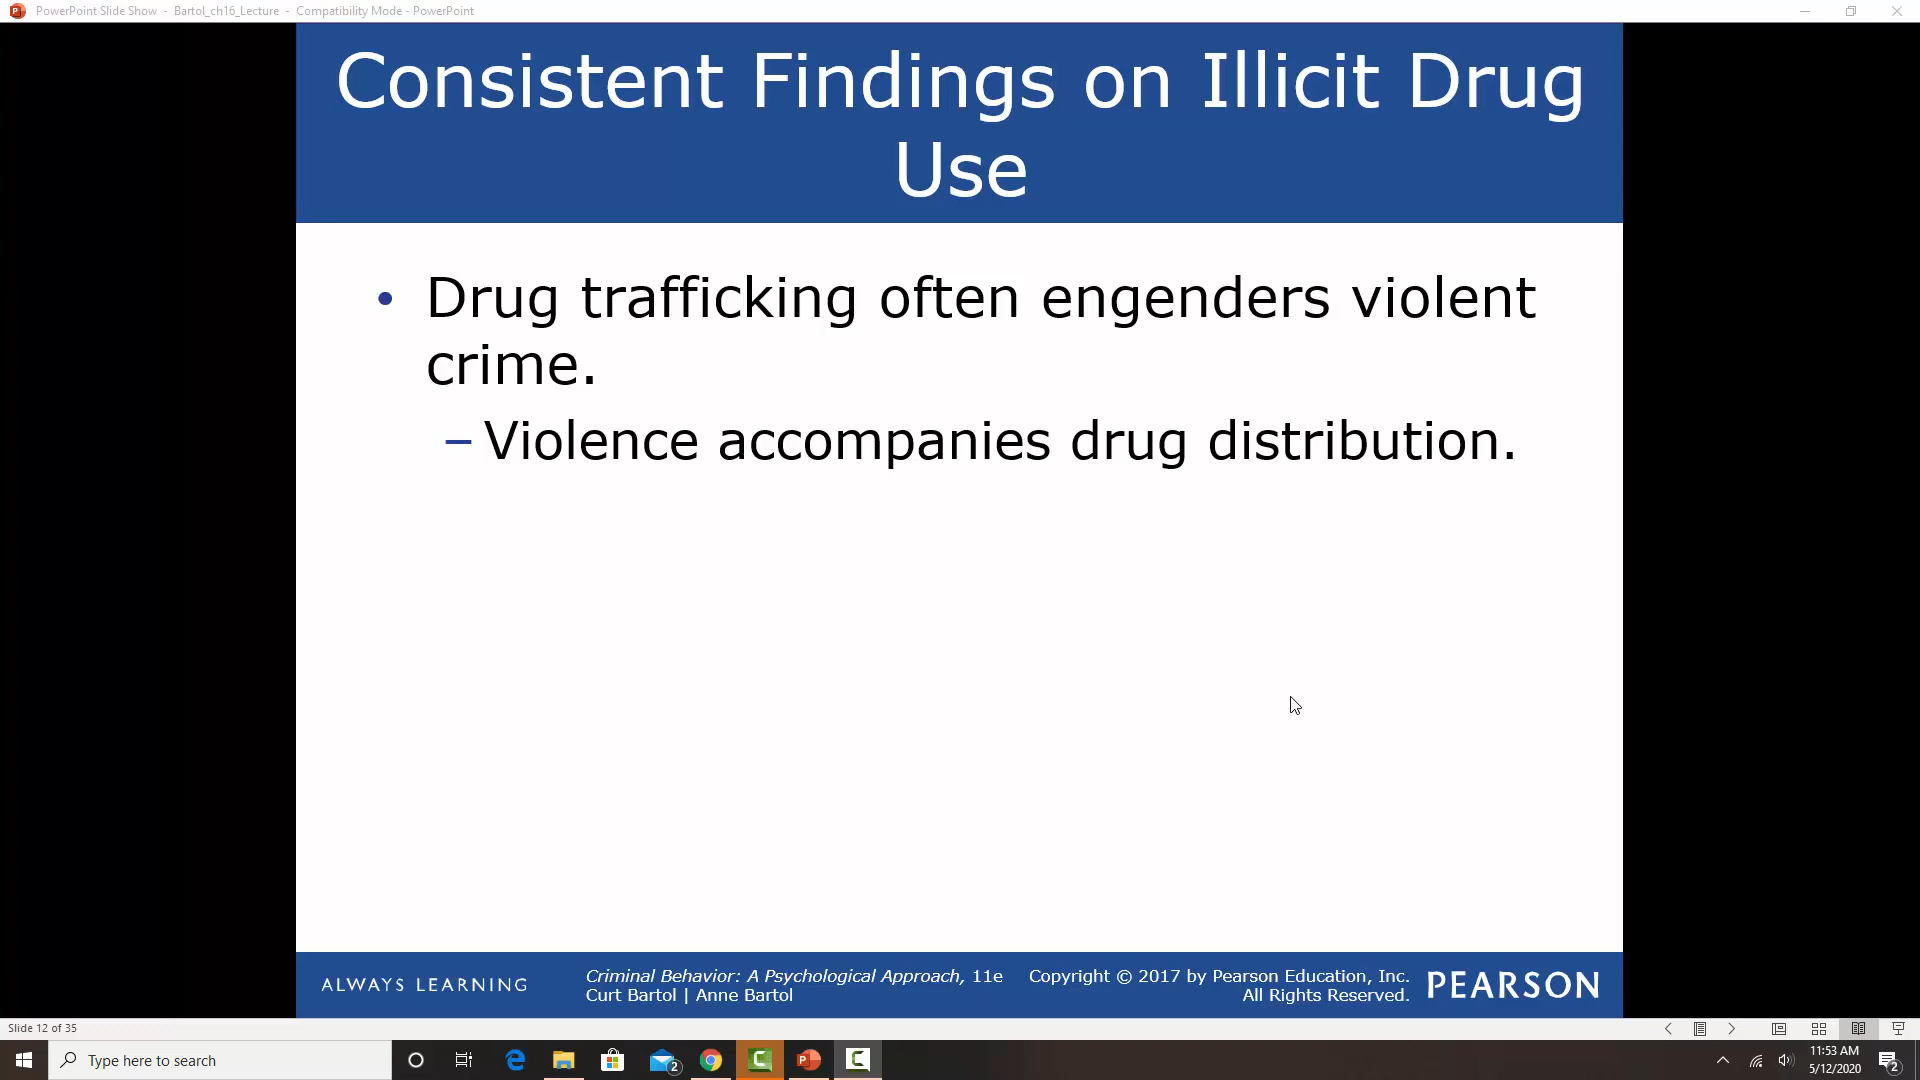 PowerPoint Slide Show - Bartol_ch16_Lecture - Compatibility Mode - PowerPoint
Consistent Findings on Illicit Drug
Use
• Drug trafficking often engenders violent
crime.
– Violence accompanies drug distribution.
ALWAYS LEARNING
Criminal Behavior: A Psychological Approach, 11e
Curt Bartol | Anne Bartol
Copyright © 2017 by Pearson Education, Inc.
All Rights Reserved.
PEARSON
Slide 12 of 35
Type here to search
2
11:53 AM
5/12/2020
2